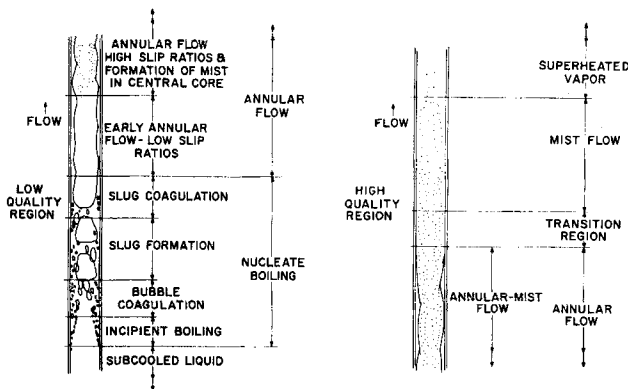 ANNULAR FLOW
HIGH SLIP RATIOS &
FORMATION OF MIST
IN CENTRAL CORE
FLOW
EARLY ANNULAR
FLOW-LOW SLIP
RATIOS
ANNULAR
FLOW
LOW
QUALITY
REGION
SLUG COAGULATION
SLUG FORMATION
NUCLEATE
BOILING
BUBBLE
COAGULATION
INCIPIENT BOILING
SUBCOOLED LIQUID
SUPERHEATED
VAPOR
FLOW
MIST FLOW
HIGH
QUALITY
REGION
TRANSITION
REGION
ANNULAR-MIST
FLOW
ANNULAR
FLOW